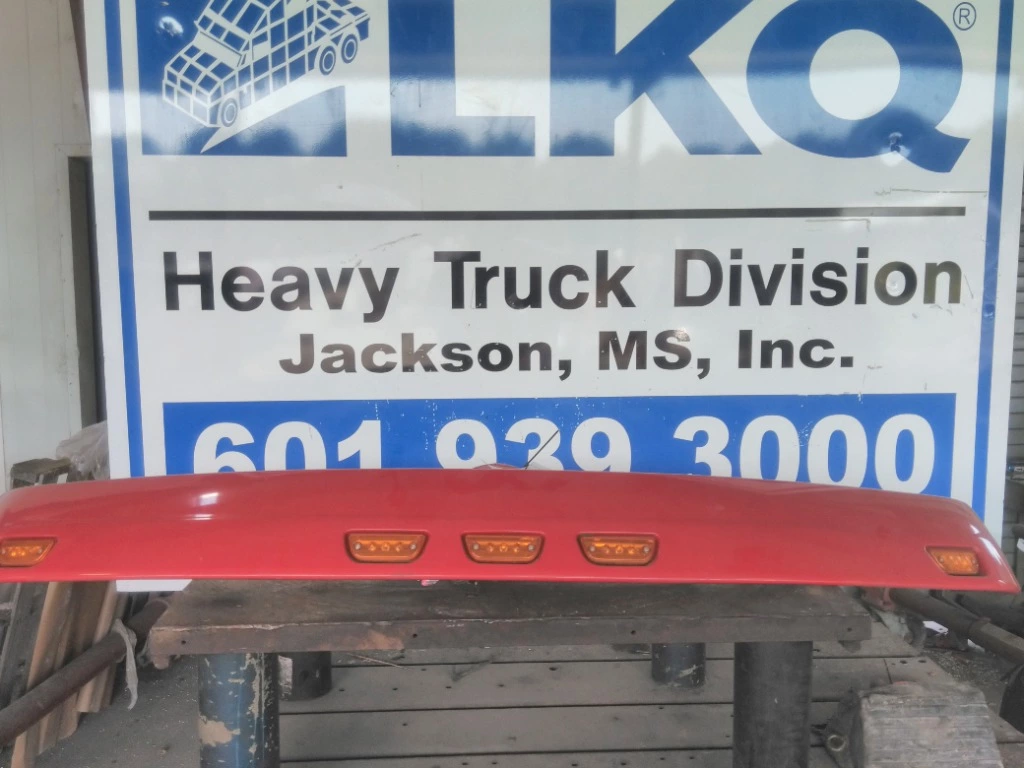 LKQ®
Heavy Truck Division
Jackson, MS, Inc.
601 939 3000